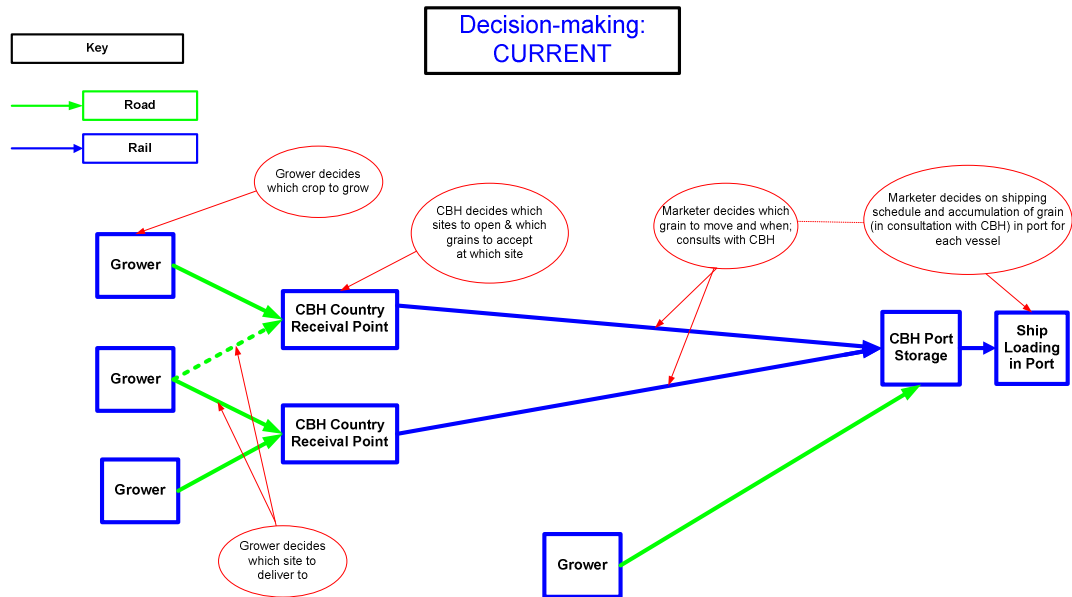 Decision-making:
CURRENT
Key
Road
Rail
Grower decides
which crop to grow
CBH decides which
sites to open & which
grains to accept
at which site
Marketer decides which
grain to move and when;
consults with CBH
Marketer decides on shipping
schedule and accumulation of grain
(in consultation with CBH) in port for
each vessel
Grower
CBH Country
Receival Point
CBH Port
Storage
Ship
Loading
in Port
Grower
CBH Country
Receival Point
Grower
Grower decides
which site to
deliver to
Grower